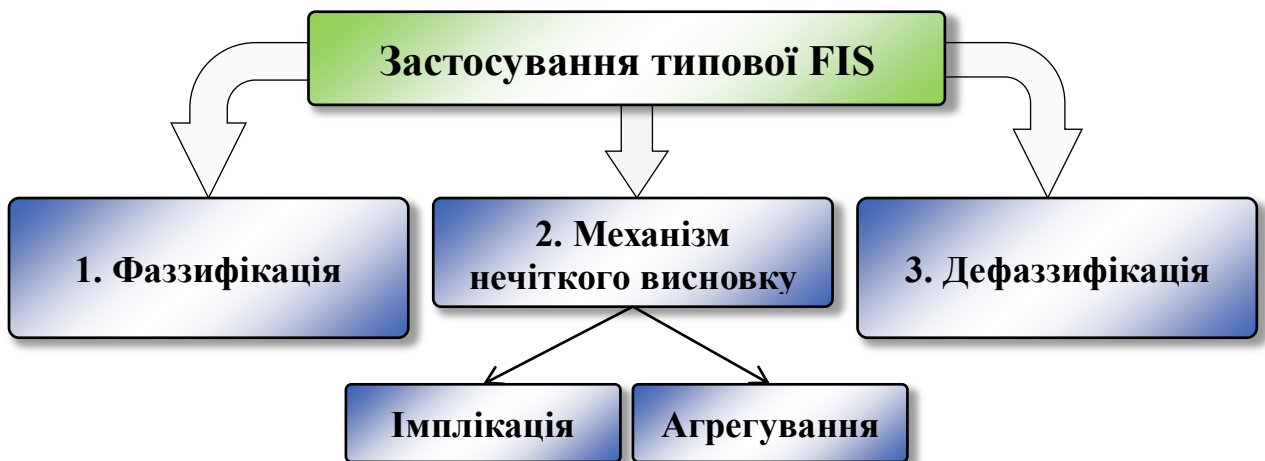 Застосування типової FIS
1. Фаззифікація
2. Механізм
нечіткого висновку
3. Дефаззифікація
Імплікація
Агрегування